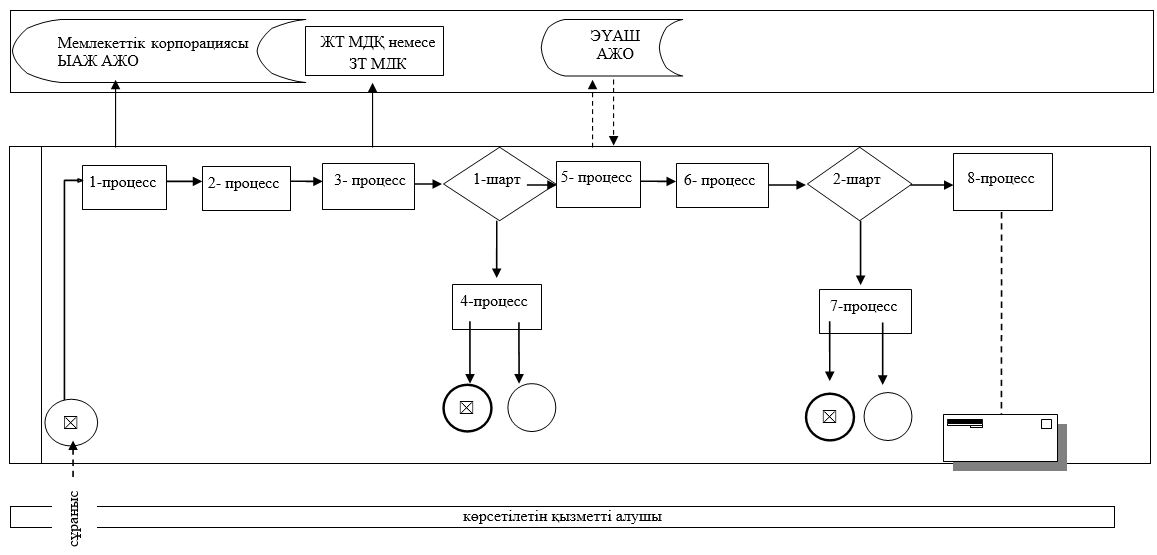 Мемлекеттік корпорациясы
ЫАЖ АЖО
ЖТ МДҚ немесе
ЗТ МДК
ЭҮАШ
АЖО
1-процесс
2- процесс
3- процесс
1-шарт
5- процесс
6- процесс
2-шарт
8-процесс
4-процесс
7-процесс
сұраныс
көрсетілетін қызметті алушы